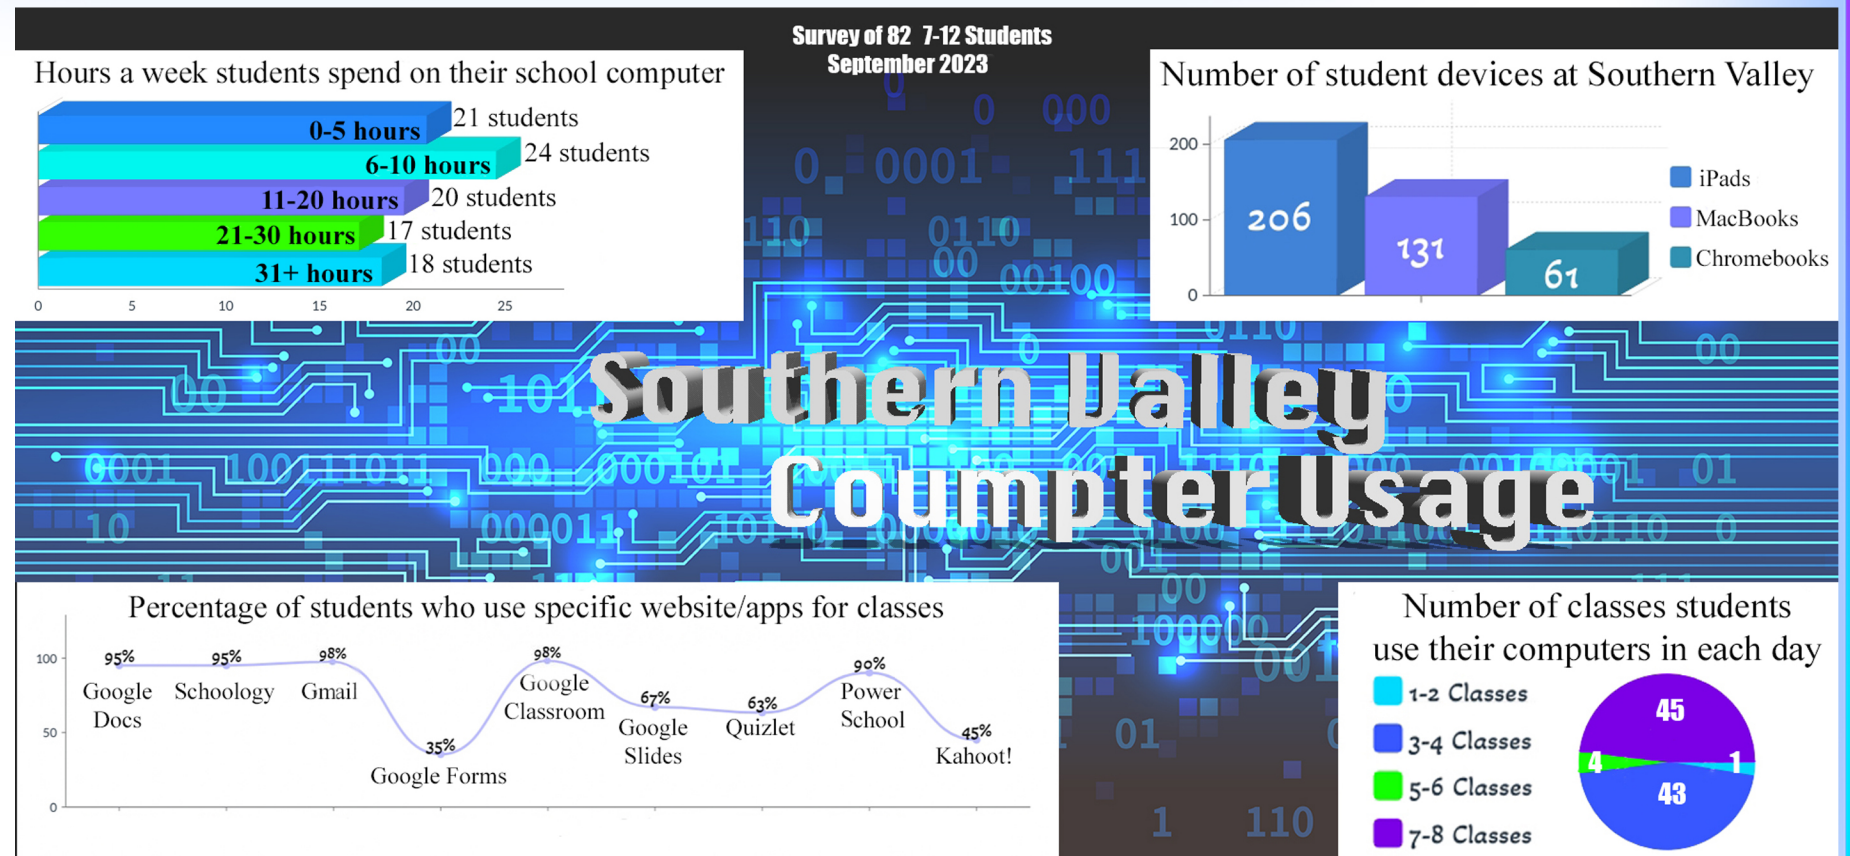 Survey of 82 7-12 Students
September 2023
Hours a week students spend on their school computer
0-5 hours 21 students
6-10 hours 24 students
11-20 hours 20 students
21-30 hours 17 students
31+ hours 18 students
0 5 10 15 20 25
Number of student devices at Southern Valley
200
100
0
206
131
61
iPads
MacBooks
Chromebooks
Southern Valley
Coumpter Usage
Percentage of students who use specific website/apps for classes
100
50
0
95%
Google
Docs
95%
Schoology
98%
Gmail
35%
Google Forms
98%
Google
Classroom
67%
Google
Slides
63%
Quizlet
90%
Power
School
45%
Kahoot!
Number of classes students
use their computers in each day
1-2 Classes
3-4 Classes
5-6 Classes
7-8 Classes
45
4
1
43